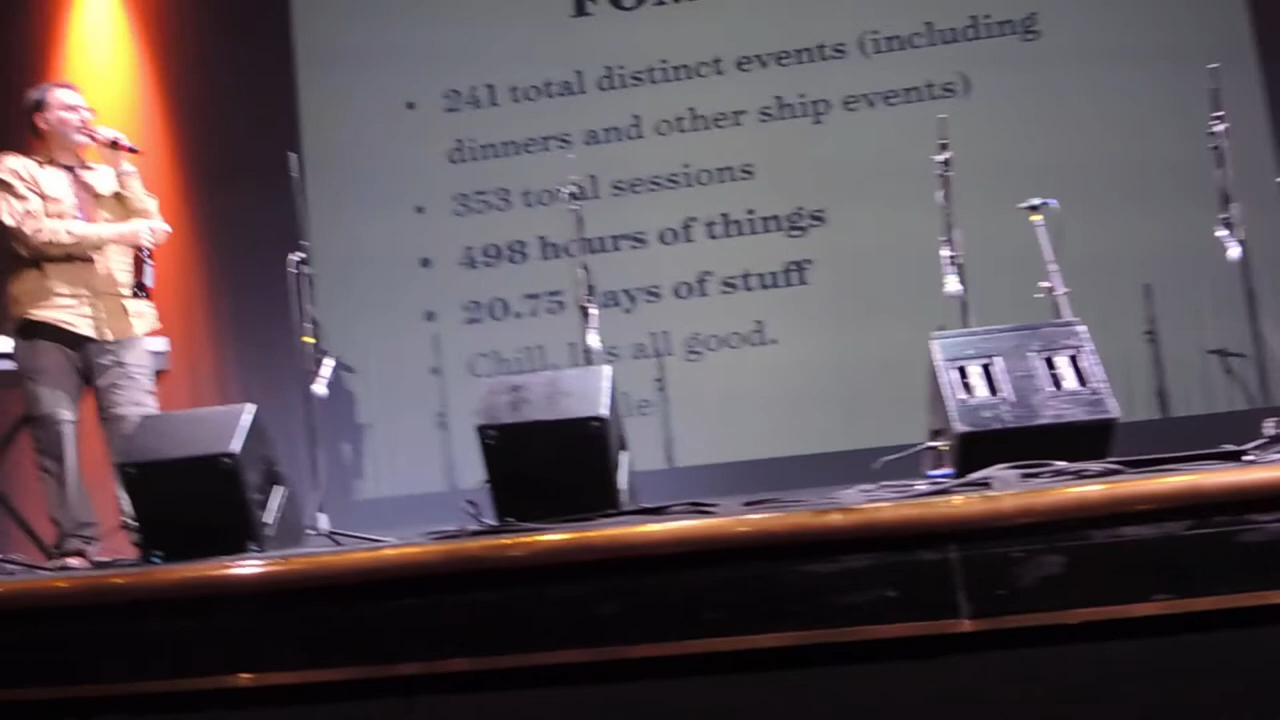 • 241 total distinct events (including
dinners and other ship events)
• 353 total sessions
• 498 hours of things
• 20.75 days of stuff
Chill. It's all good.